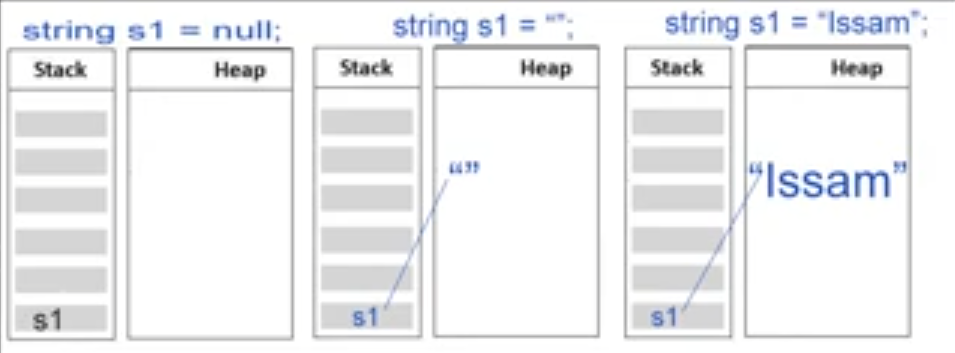 string s1 = null;
Stack
Heap
s1
string s1 = “”;
Stack
Heap
“”
s1
string s1 = “Issam”;
Stack
Heap
“Issam”
s1